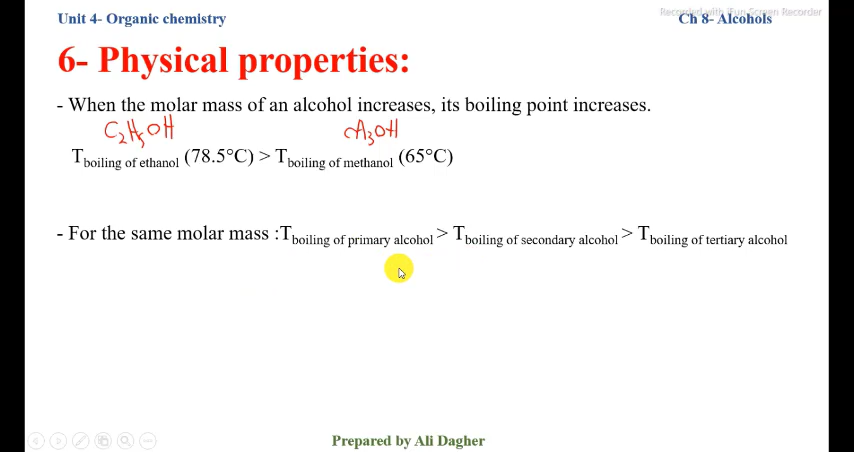 Recorded with iFun Screen Recorder
Unit 4- Organic chemistry Ch 8- Alcohols
6- Physical properties:
- When the molar mass of an alcohol increases, its boiling point increases.
C2H5OH CH3OH
Tboiling of ethanol (78.5°C) > Tboiling of methanol (65°C)
- For the same molar mass :Tboiling of primary alcohol > Tboiling of secondary alcohol > Tboiling of tertiary alcohol
Prepared by Ali Dagher